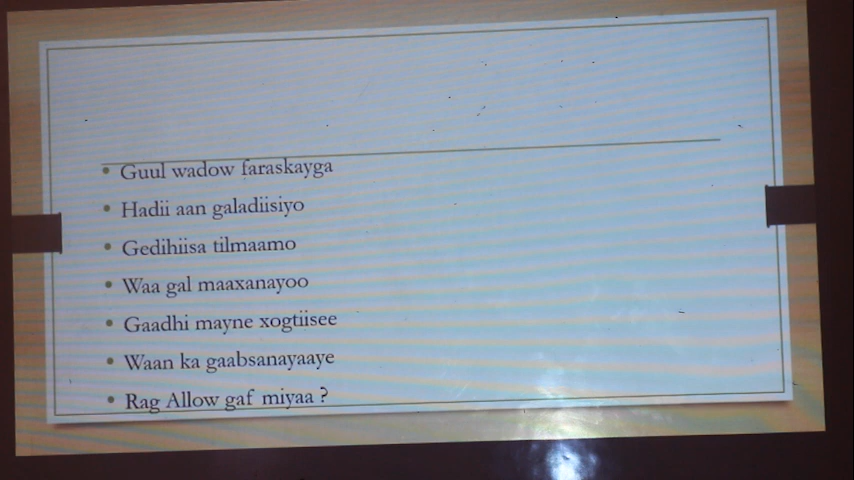 • Guul wadow faraskayga
• Hadii aan galadiisiyo
• Gedihiisa tilmaamo
• Waa gal maaxanayoo
• Gaadhi mayne xogtiisee
• Waan ka gaabsanayaaye
• Rag Allow gaf miyaa ?